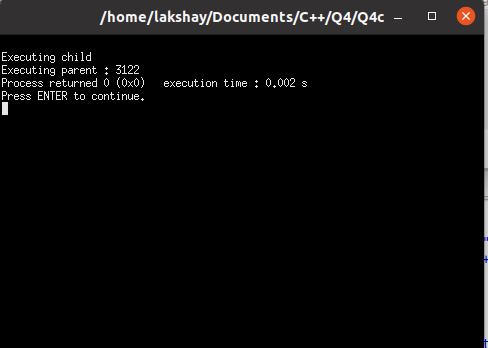 /home/lakshay/Documents/C++/Q4/Q4c
Executing child
Executing parent : 3122
Process returned 0 (0x0)   execution time : 0.002 s
Press ENTER to continue.